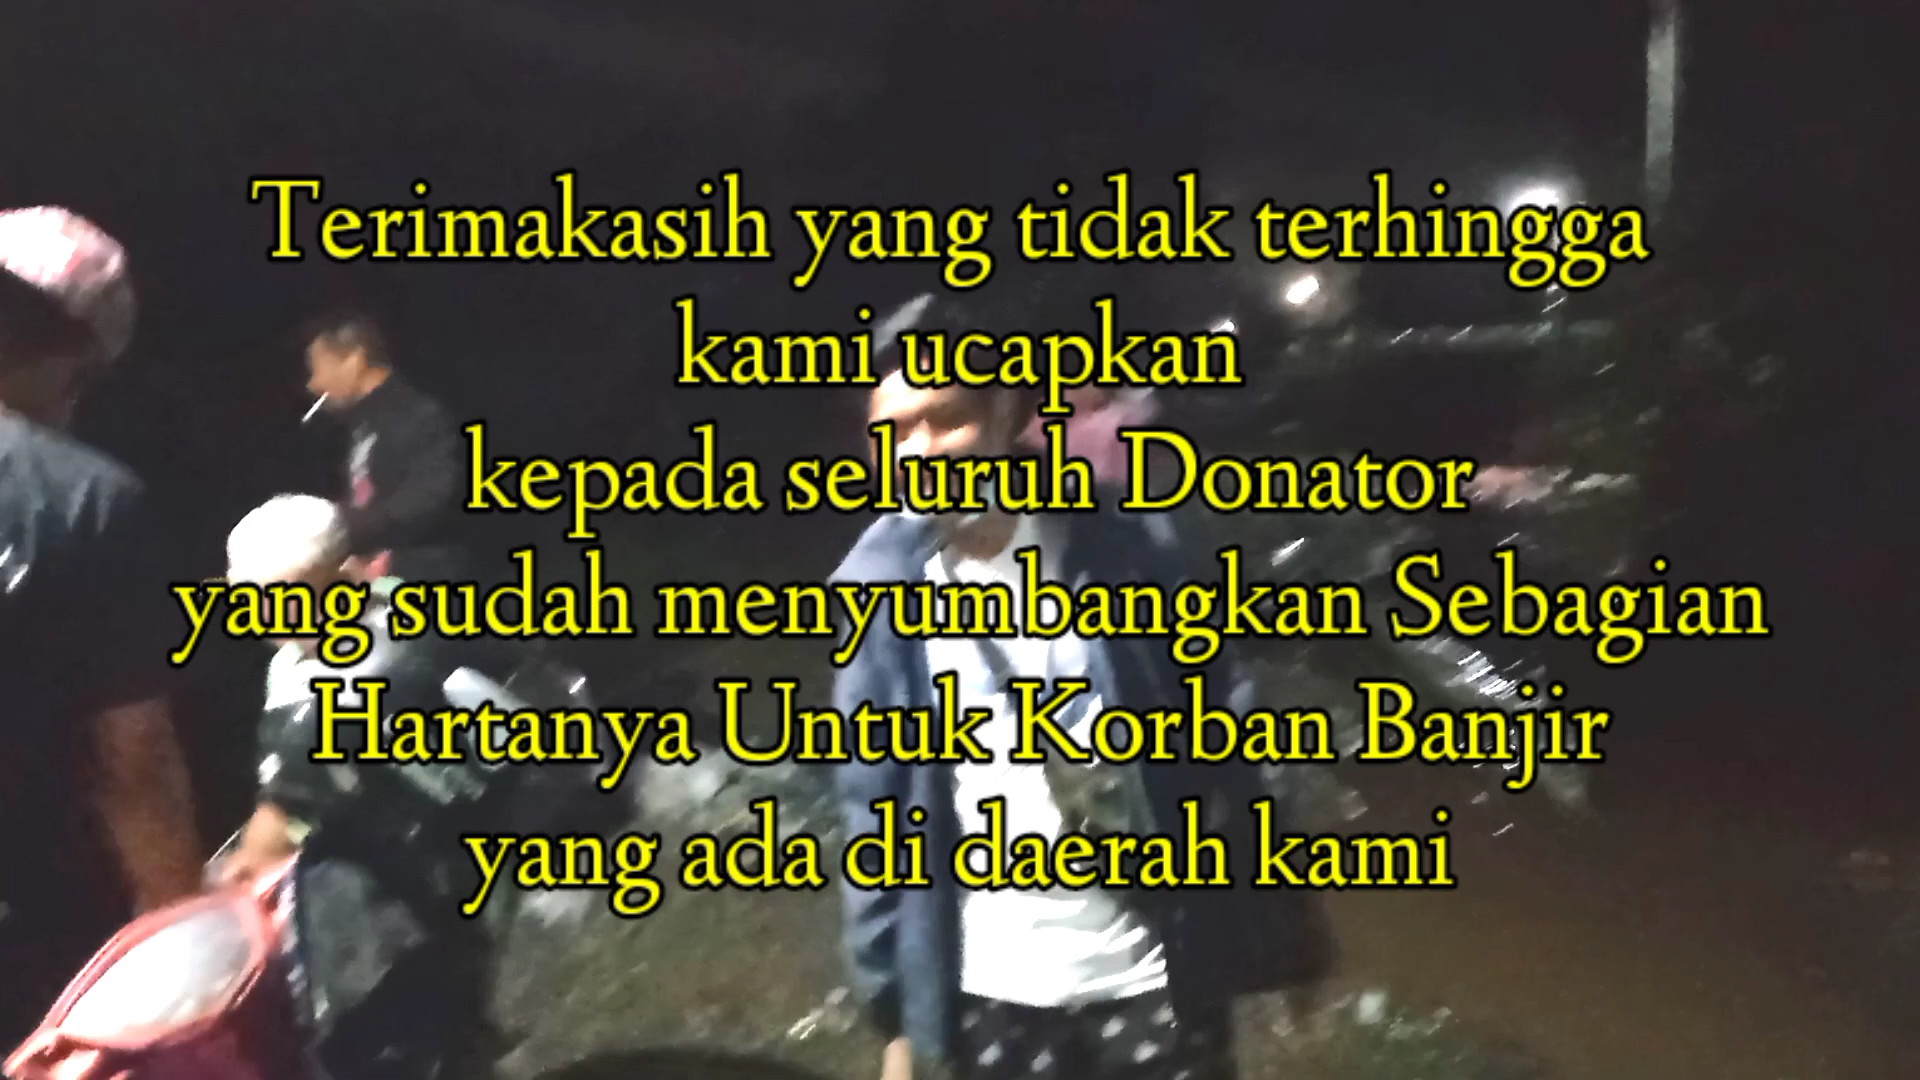 Terimakasih yang tidak terhingga
kami ucapkan
kepada seluruh Donator
yang sudah menyumbangkan Sebagian
Hartanya Untuk Korban Banjir
yang ada di daerah kami